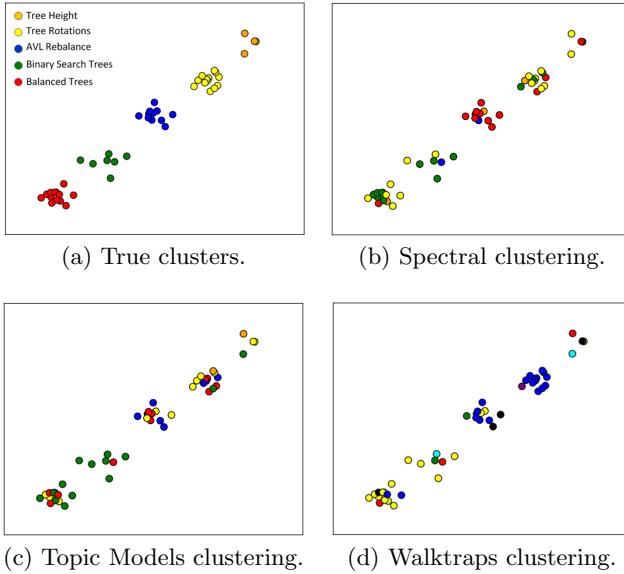 Tree Height
Tree Rotations
AVL Rebalance
Binary Search Trees
Balanced Trees
(a) True clusters.
(b) Spectral clustering.
(c) Topic Models clustering.
(d) Walktraps clustering.